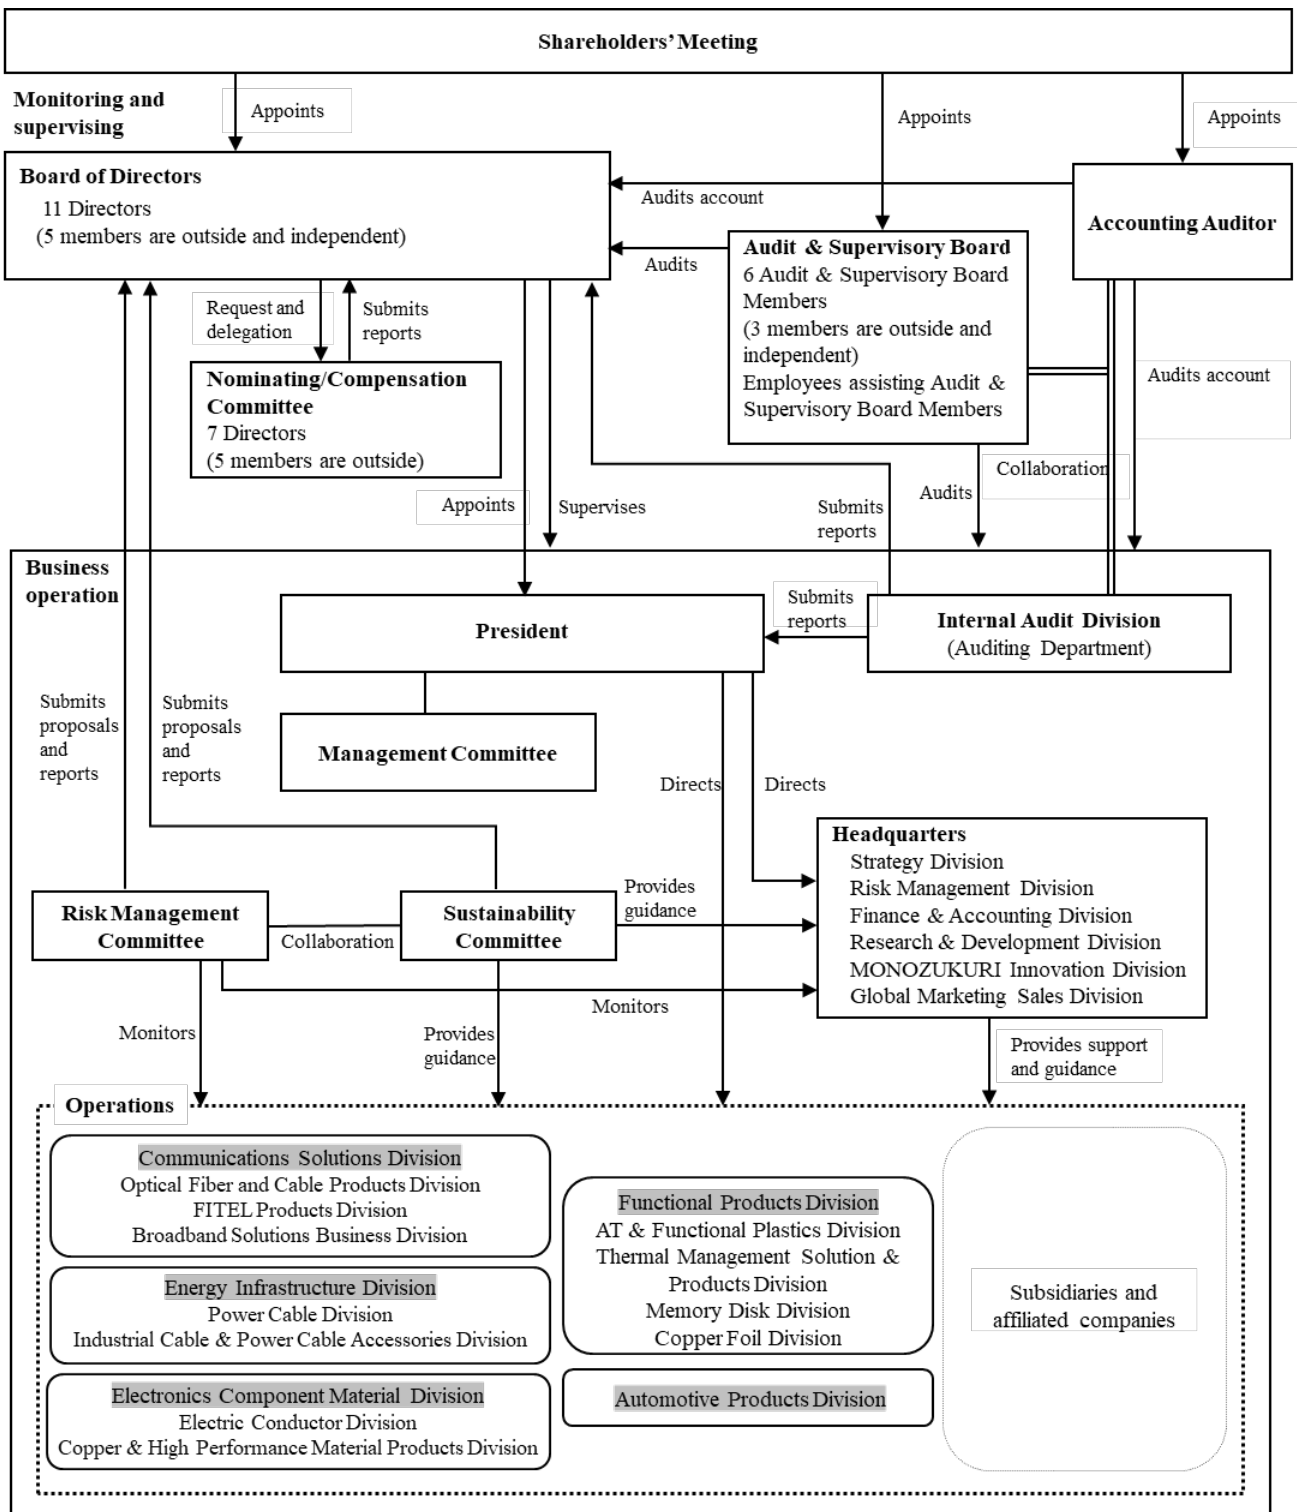 Shareholders' Meeting
Monitoring and
supervising
Appoints
Appoints
Appoints
Board of Directors
11 Directors
(5 members are outside and independent)
Audits account
Accounting Auditor
Audits
Audit & Supervisory Board
6 Audit & Supervisory Board
Members
(3 members are outside and
independent)
Employees assisting Audit &
Supervisory Board Members
Request and
delegation
Submits
reports
Nominating/Compensation
Committee
7 Directors
(5 members are outside)
Audits account
Collaboration
Appoints
Supervises
Submits
reports
Audits
Business
operation
President
Submits
reports
Internal Audit Division
(Auditing Department)
Submits
proposals
and
reports
Submits
proposals
and
reports
Management Committee
Directs
Directs
Headquarters
Strategy Division
Risk Management Division
Finance & Accounting Division
Research & Development Division
MONOZUKURI Innovation Division
Global Marketing Sales Division
Risk Management
Committee
Collaboration
Sustainability
Committee
Provides
guidance
Monitors
Monitors
Provides
guidance
Provides support
and guidance
Operations
Communications Solutions Division
Optical Fiber and Cable Products Division
FITEL Products Division
Broadband Solutions Business Division
Energy Infrastructure Division
Power Cable Division
Industrial Cable & Power Cable Accessories Division
Electronics Component Material Division
Electric Conductor Division
Copper & High Performance Material Products Division
Functional Products Division
AT & Functional Plastics Division
Thermal Management Solution &
Products Division
Memory Disk Division
Copper Foil Division
Automotive Products Division
Subsidiaries and
affiliated companies